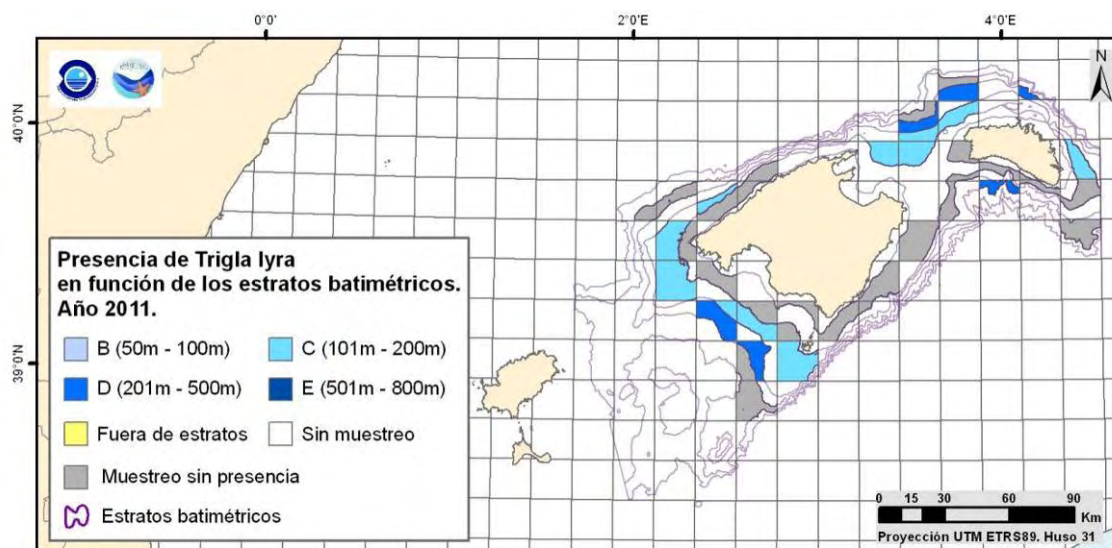 0°0'
2°0'E
4°0'E
N
40°0'N
39°0'N
Presencia de Trigla lyra
en función de los estratos batimétricos.
Año 2011.
B (50m - 100m)
C (101m - 200m)
D (201m - 500m)
E (501m - 800m)
Fuera de estratos
Sin muestreo
Muestreo sin presencia
Estratos batimétricos
0 15 30 60 90
Km
Proyección UTM ETRS89. Huso 31